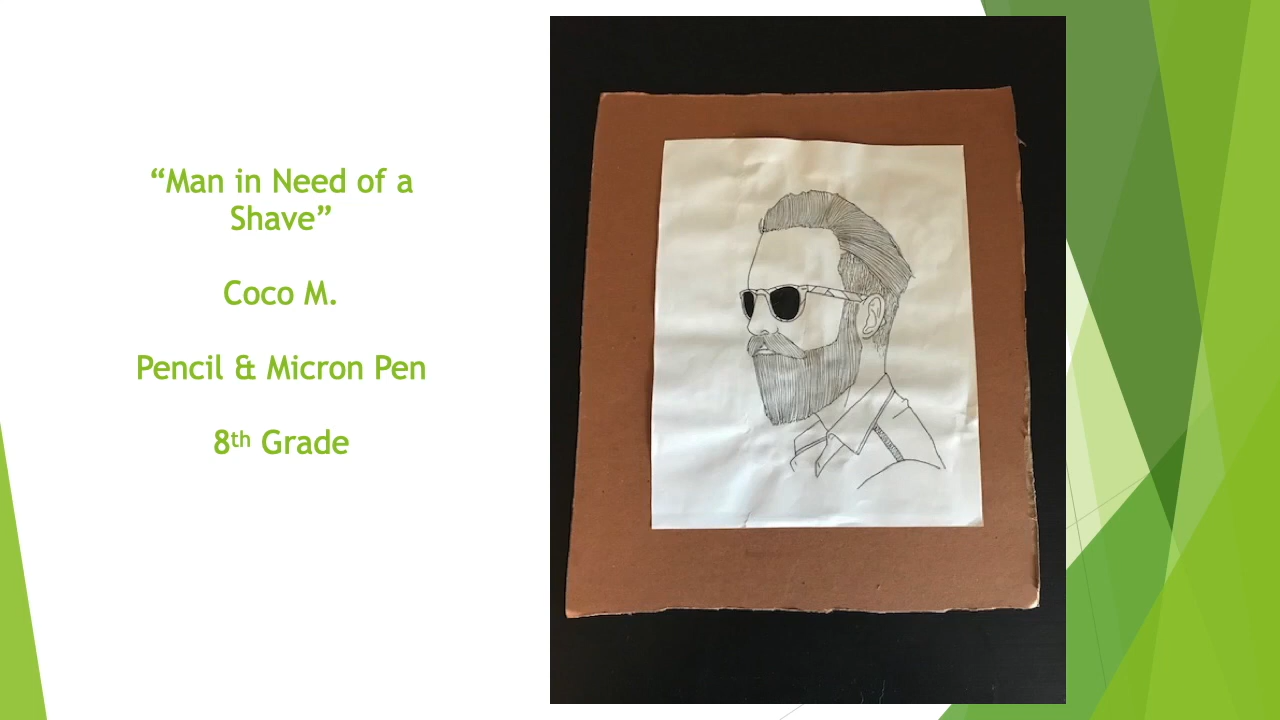 “Man in Need of a
Shave”
Coco M.
Pencil & Micron Pen
8th Grade